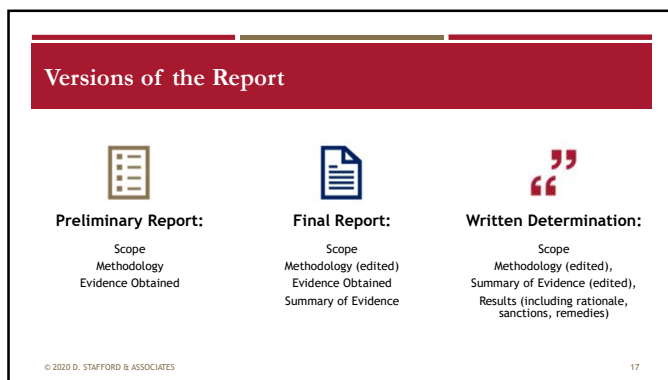 Versions of the Report
Preliminary Report:
Scope
Methodology
Evidence Obtained
Final Report:
Scope
Methodology (edited)
Evidence Obtained
Summary of Evidence
Written Determination:
Scope
Methodology (edited),
Summary of Evidence (edited),
Results (including rationale,
sanctions, remedies)
© 2020 D. STAFFORD & ASSOCIATES
17